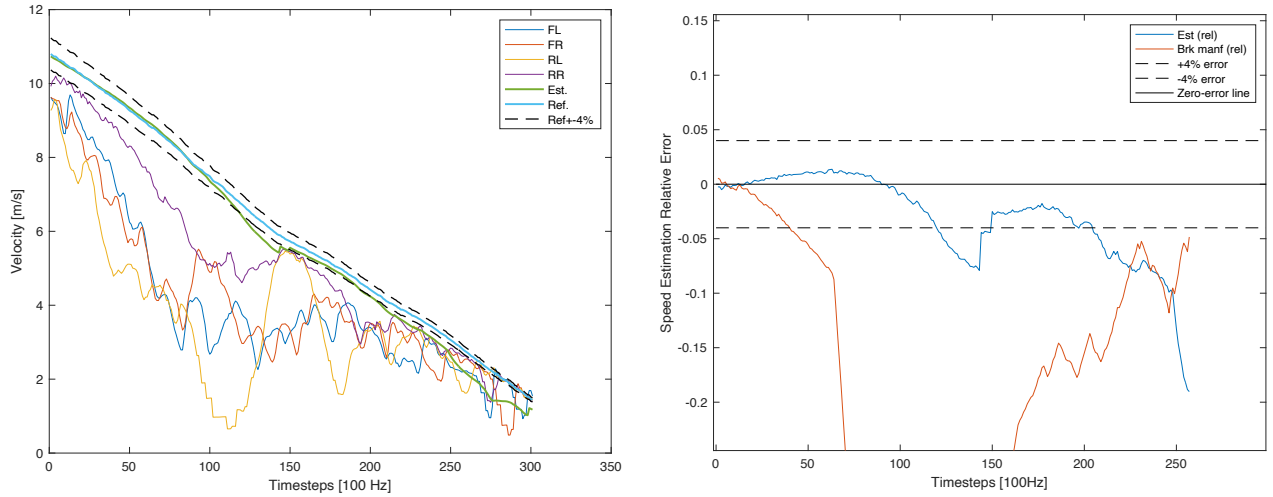 12
10
8
6
4
2
0
Velocity [m/s]
0
50
100
150
200
250
300
350
Timesteps [100 Hz]
FL
FR
RL
RR
Est.
Ref.
Ref+-4%
0.15
0.1
0.05
0
-0.05
-0.1
-0.15
-0.2
Speed Estimation Relative Error
0
50
100
150
200
250
Timesteps [100Hz]
Est (rel)
Brk manf (rel)
+4% error
-4% error
Zero-error line